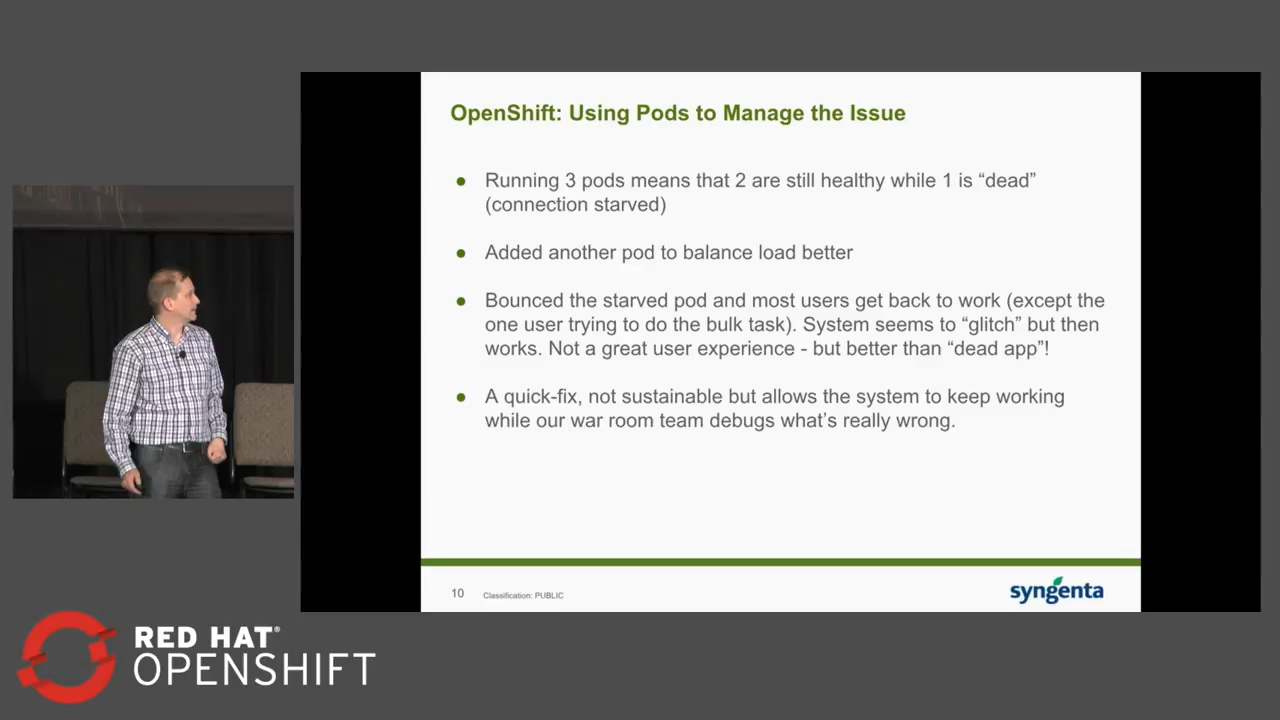 OpenShift: Using Pods to Manage the Issue
● Running 3 pods means that 2 are still healthy while 1 is “dead”
(connection starved)
● Added another pod to balance load better
● Bounced the starved pod and most users get back to work (except the
one user trying to do the bulk task). System seems to “glitch” but then
works. Not a great user experience - but better than “dead app”!
● A quick-fix, not sustainable but allows the system to keep working
while our war room team debugs what’s really wrong.
10 Classification: PUBLIC
syngenta
RED HAT®
OPENSHIFT